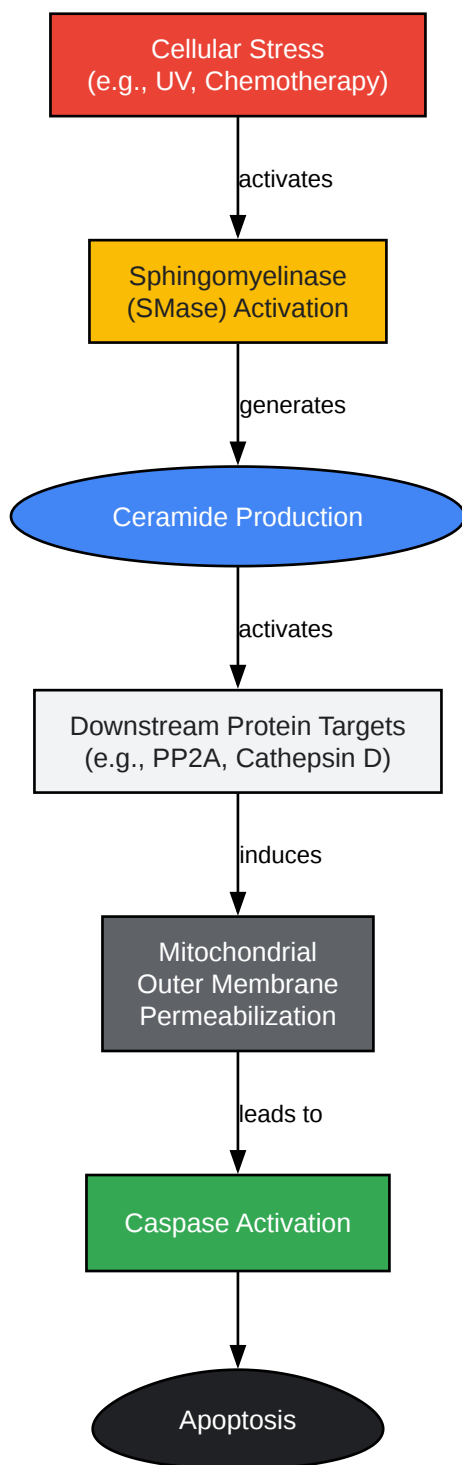 Cellular Stress
(e.g., UV, Chemotherapy)
activates
Sphingomyelinase
(SMase) Activation
generates
Ceramide Production
activates
Downstream Protein Targets
(e.g., PP2A, Cathepsin D)
induces
Mitochondrial
Outer Membrane
Permeabilization
leads to
Caspase Activation
Apoptosis